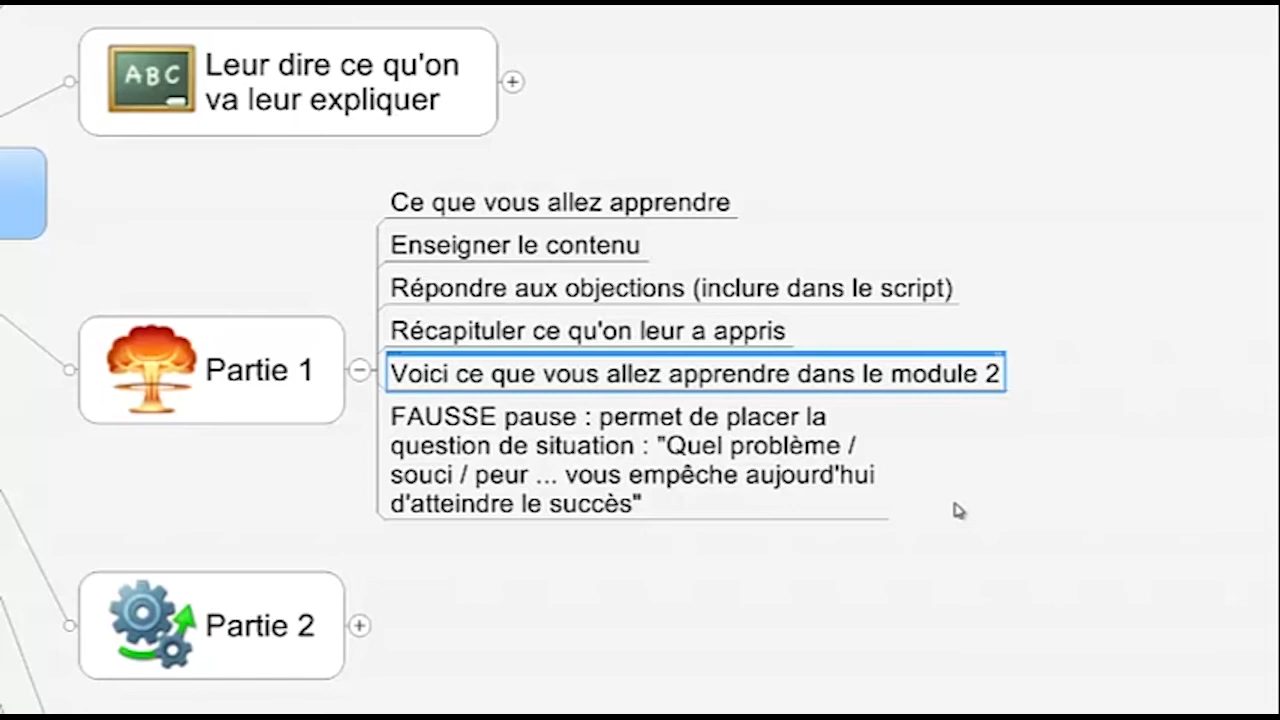 ABC
Leur dire ce qu'on
va leur expliquer
Ce que vous allez apprendre
Enseigner le contenu
Répondre aux objections (inclure dans le script)
Récapituler ce qu'on leur a appris
Partie 1
Voici ce que vous allez apprendre dans le module 2
FAUSSE pause : permet de placer la
question de situation : "Quel problème /
souci / peur ... vous empêche aujourd'hui
d'atteindre le succès"
Partie 2